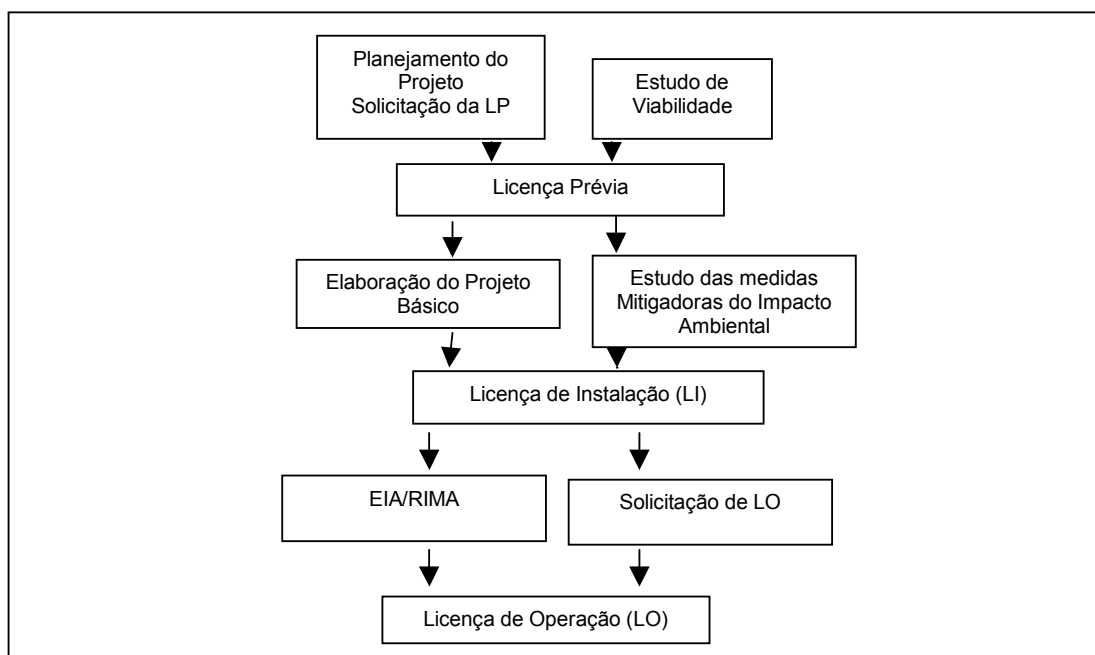 Planejamento do
Projeto
Solicitação da LP
Estudo de
Viabilidade
Licença Prévia
Elaboração do Projeto
Básico
Estudo das medidas
Mitigadoras do Impacto
Ambiental
Licença de Instalação (LI)
EIA/RIMA
Solicitação de LO
Licença de Operação (LO)